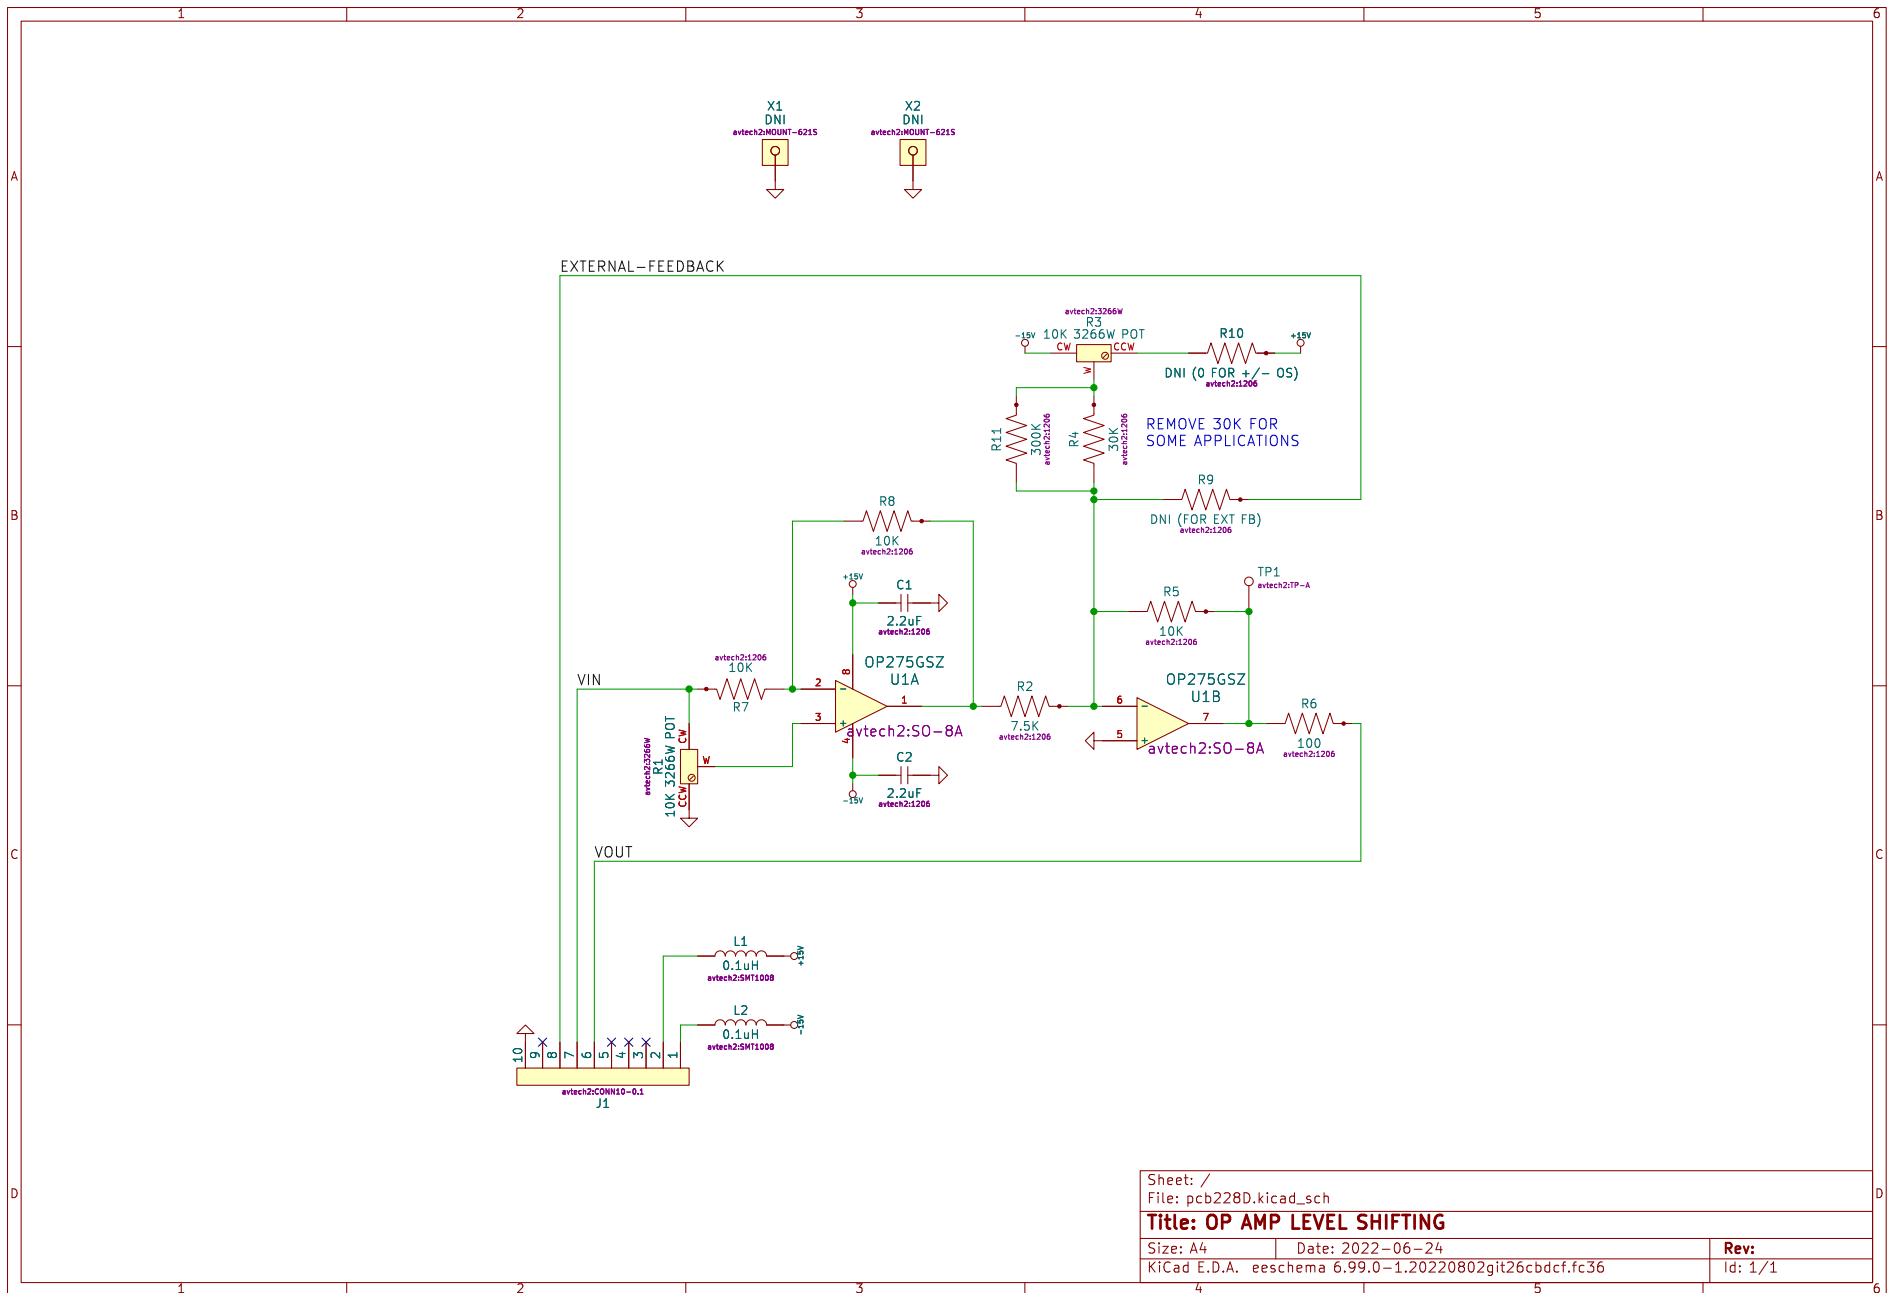 1 2 3 4 5 6
A
A
B
B
C
C
D
D
X1
DNI
avtech2:MOUNT-621S
X2
DNI
avtech2:MOUNT-621S
EXTERNAL-FEEDBACK
avtech2:3266W
R3
10K 3266W POT
-15V
CW
CCW
W
R10
+15V
DNI (0 FOR +/- OS)
avtech2:1206
R11
300K
avtech2:1206
R4
30K
avtech2:1206
REMOVE 30K FOR
SOME APPLICATIONS
R9
DNI (FOR EXT FB)
avtech2:1206
R8
10K
avtech2:1206
+15V
C1
2.2uF
avtech2:1206
TP1
avtech2:TP-A
R5
10K
avtech2:1206
VIN
avtech2:1206
10K
R7
OP275GSZ
U1A
8
2
3
1
4
-
+
avtech2:SO-8A
R2
7.5K
avtech2:1206
OP275GSZ
U1B
6
5
7
-
+
avtech2:SO-8A
R6
100
avtech2:1206
avtech2:3266W
R1
10K 3266W POT
CW
W
CCW
C2
2.2uF
avtech2:1206
-15V
VOUT
L1
0.1uH
avtech2:SMT1008
+15V
L2
0.1uH
avtech2:SMT1008
-15V
10 9 8 7 6 5 4 3 2 1
avtech2:CONN10-0.1
J1
Sheet: /
File: pcb228D.kicad_sch
Title: OP AMP LEVEL SHIFTING
Size: A4 Date: 2022-06-24 Rev:
KiCad E.D.A. eeschema 6.99.0-1.20220802git26cbdcf.fc36 Id: 1/1
1 2 3 4 5 6